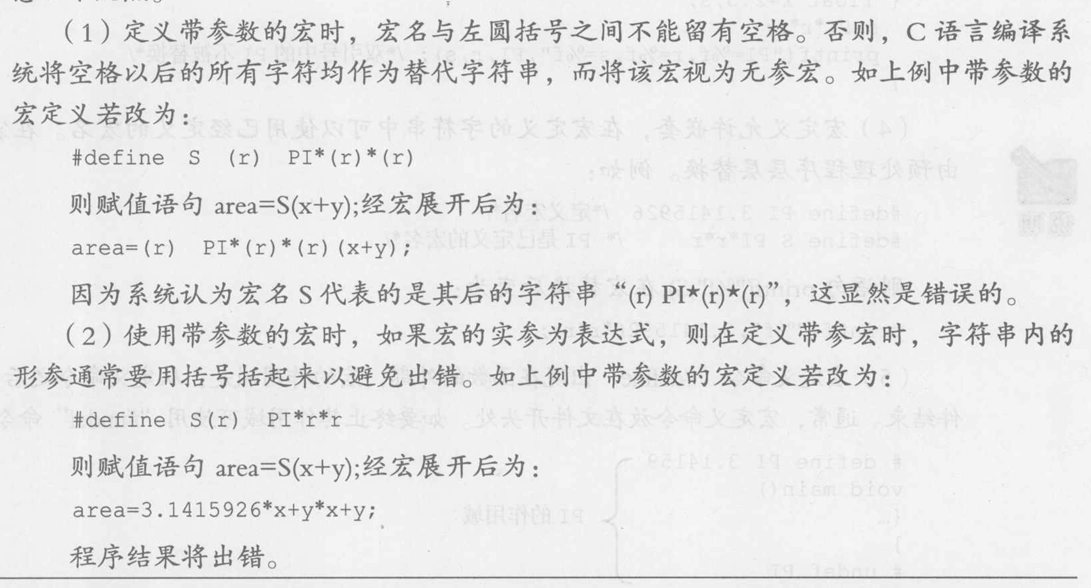 （1）定义带参数的宏时，宏名与左圆括号之间不能留有空格。否则，C 语言编译系
统将空格以后的所有字符均作为替代字符串，而将该宏视为无参宏。如上例中带参数的
宏定义若改为：
#define S (r) PI*(r)*(r)
则赋值语句 area=S(x+y);经宏展开后为：
area=(r) PI*(r)*(r)(x+y);
因为系统认为宏名 S 代表的是其后的字符串“(r) PI*(r)*(r)”，这显然是错误的。
（2）使用带参数的宏时，如果宏的实参为表达式，则在定义带参宏时，字符串内的
形参通常要用括号括起来以避免出错。如上例中带参数的宏定义若改为：
#define S(r) PI*r*r
则赋值语句 area=S(x+y);经宏展开后为：
area=3.1415926*x+y*x+y;
程序结果将出错。